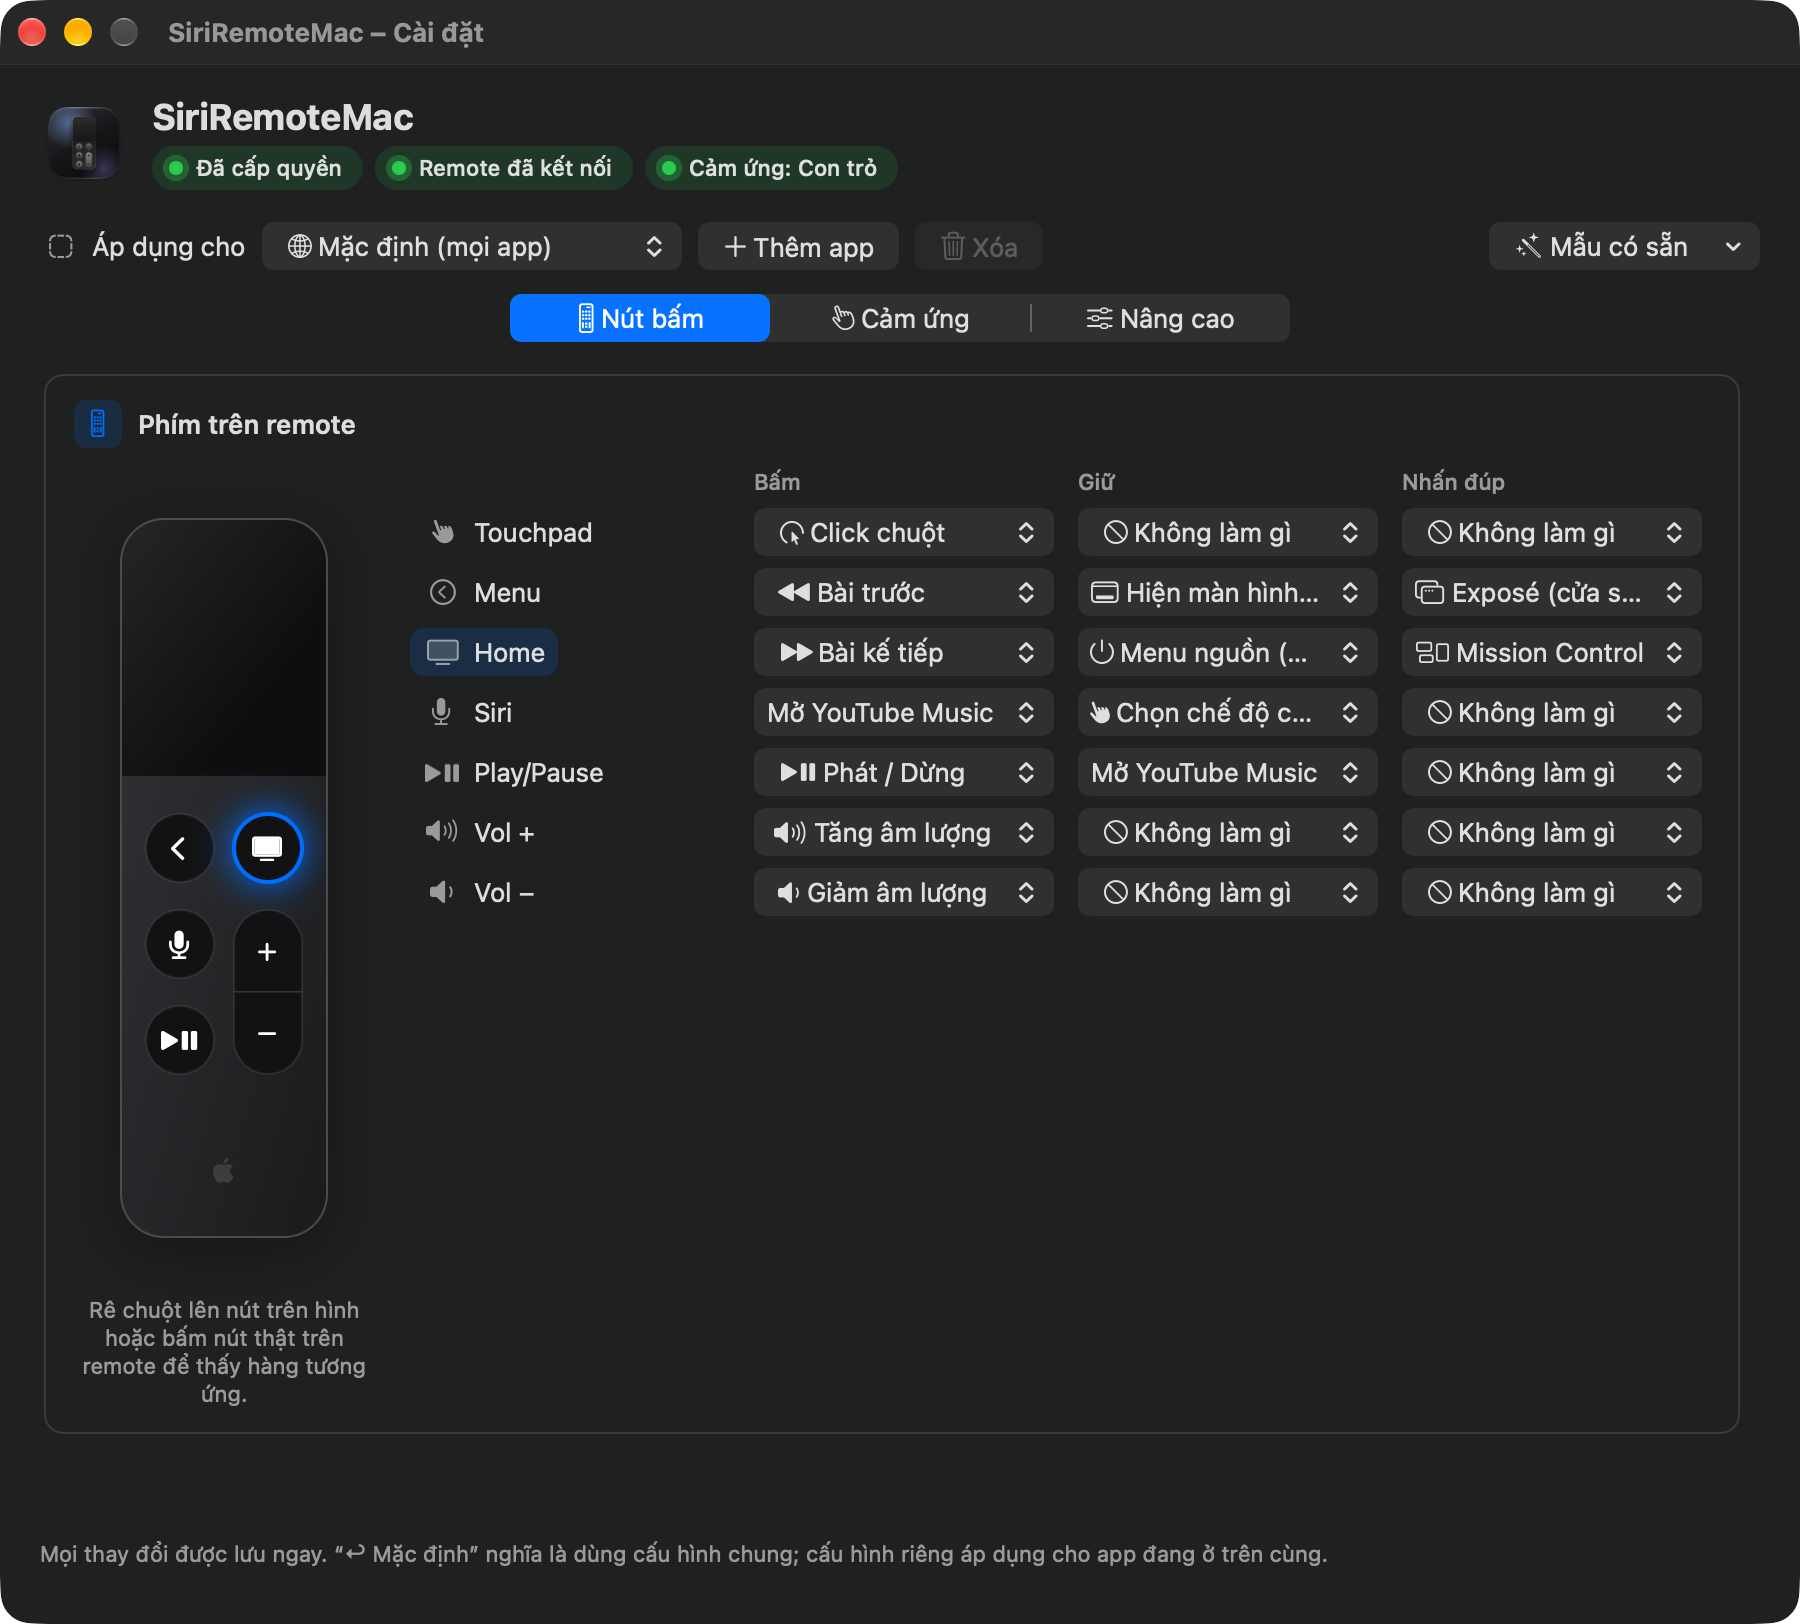 SiriRemoteMac – Cài đặt
SiriRemoteMac
Đã cấp quyền
Remote đã kết nối
Cảm ứng: Con trỏ
Áp dụng cho
Mặc định (mọi app)
Thêm app
Xóa
Mẫu có sẵn
Nút bấm
Cảm ứng
Nâng cao
Phím trên remote
Bấm
Giữ
Nhấn đúp
Touchpad
Click chuột
Không làm gì
Không làm gì
Menu
Bài trước
Hiện màn hình...
Exposé (cửa s...
Home
Bài kế tiếp
Menu nguồn (...
Mission Control
Siri
Mở YouTube Music
Chọn chế độ c...
Không làm gì
Play/Pause
Phát / Dừng
Mở YouTube Music
Không làm gì
Vol +
Tăng âm lượng
Không làm gì
Không làm gì
Vol –
Giảm âm lượng
Không làm gì
Không làm gì
Rê chuột lên nút trên hình
hoặc bấm nút thật trên
remote để thấy hàng tương
ứng.
Mọi thay đổi được lưu ngay. “↩ Mặc định” nghĩa là dùng cấu hình chung; cấu hình riêng áp dụng cho app đang ở trên cùng.